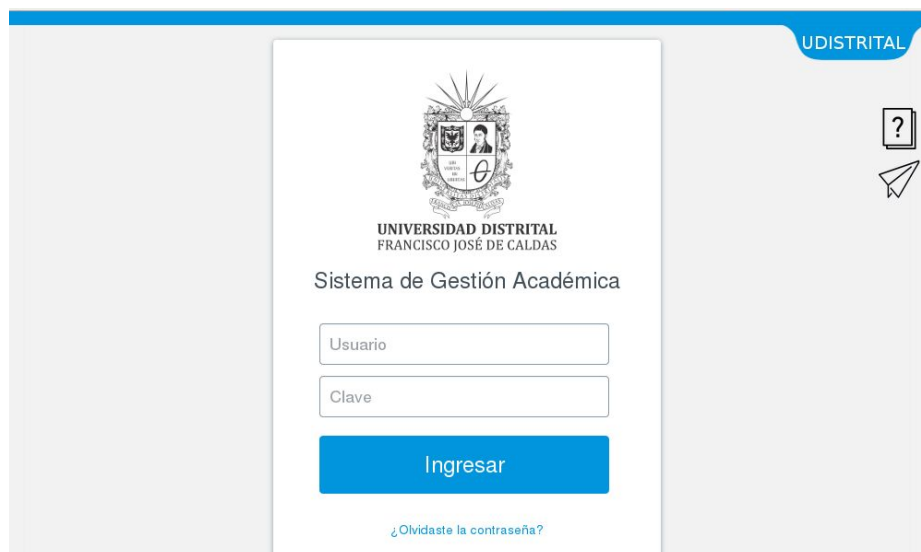 UDISTRITAL
?
UNIVERSIDAD DISTRITAL
FRANCISCO JOSÉ DE CALDAS
Sistema de Gestión Académica
Usuario
Clave
Ingresar
¿Olvidaste la contraseña?